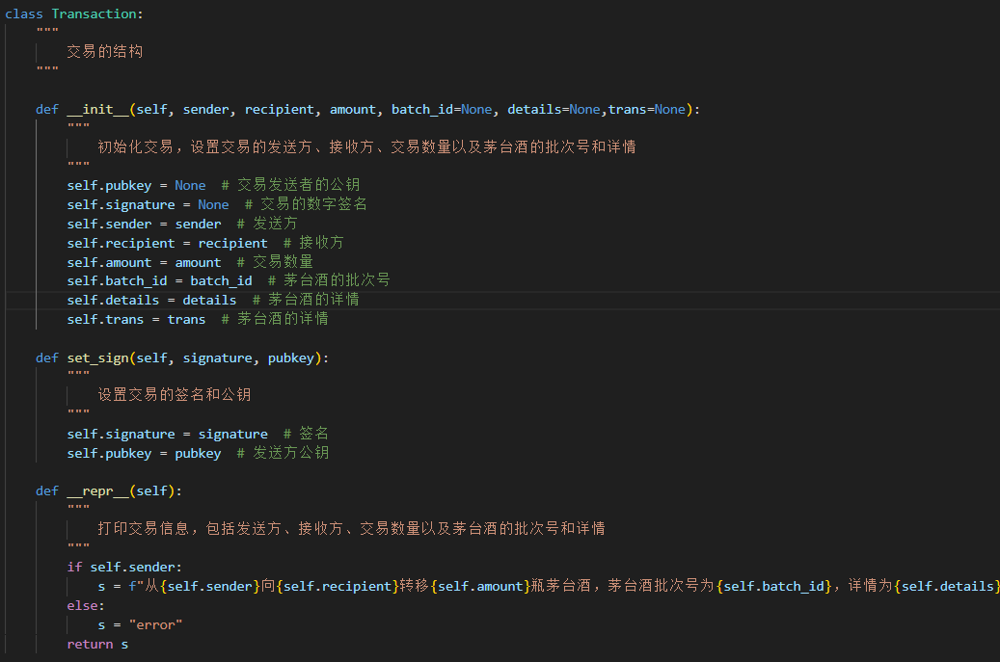 class Transaction:
"""
交易的结构
"""
def __init__(self, sender, recipient, amount, batch_id=None, details=None,trans=None):
"""
初始化交易，设置交易的发送方、接收方、交易数量以及茅台酒的批次号和详情
"""
self.pubkey = None  # 交易发送者的公钥
self.signature = None  # 交易的数字签名
self.sender = sender  # 发送方
self.recipient = recipient  # 接收方
self.amount = amount  # 交易数量
self.batch_id = batch_id  # 茅台酒的批次号
self.details = details  # 茅台酒的详情
self.trans = trans  # 茅台酒的详情
def set_sign(self, signature, pubkey):
"""
设置交易的签名和公钥
"""
self.signature = signature  # 签名
self.pubkey = pubkey  # 发送方公钥
def __repr__(self):
"""
打印交易信息，包括发送方、接收方、交易数量以及茅台酒的批次号和详情
"""
if self.sender:
s = f"从{self.sender}向{self.recipient}转移{self.amount}瓶茅台酒，茅台酒批次号为{self.batch_id}，详情为{self.details}
else:
s = "error"
return s